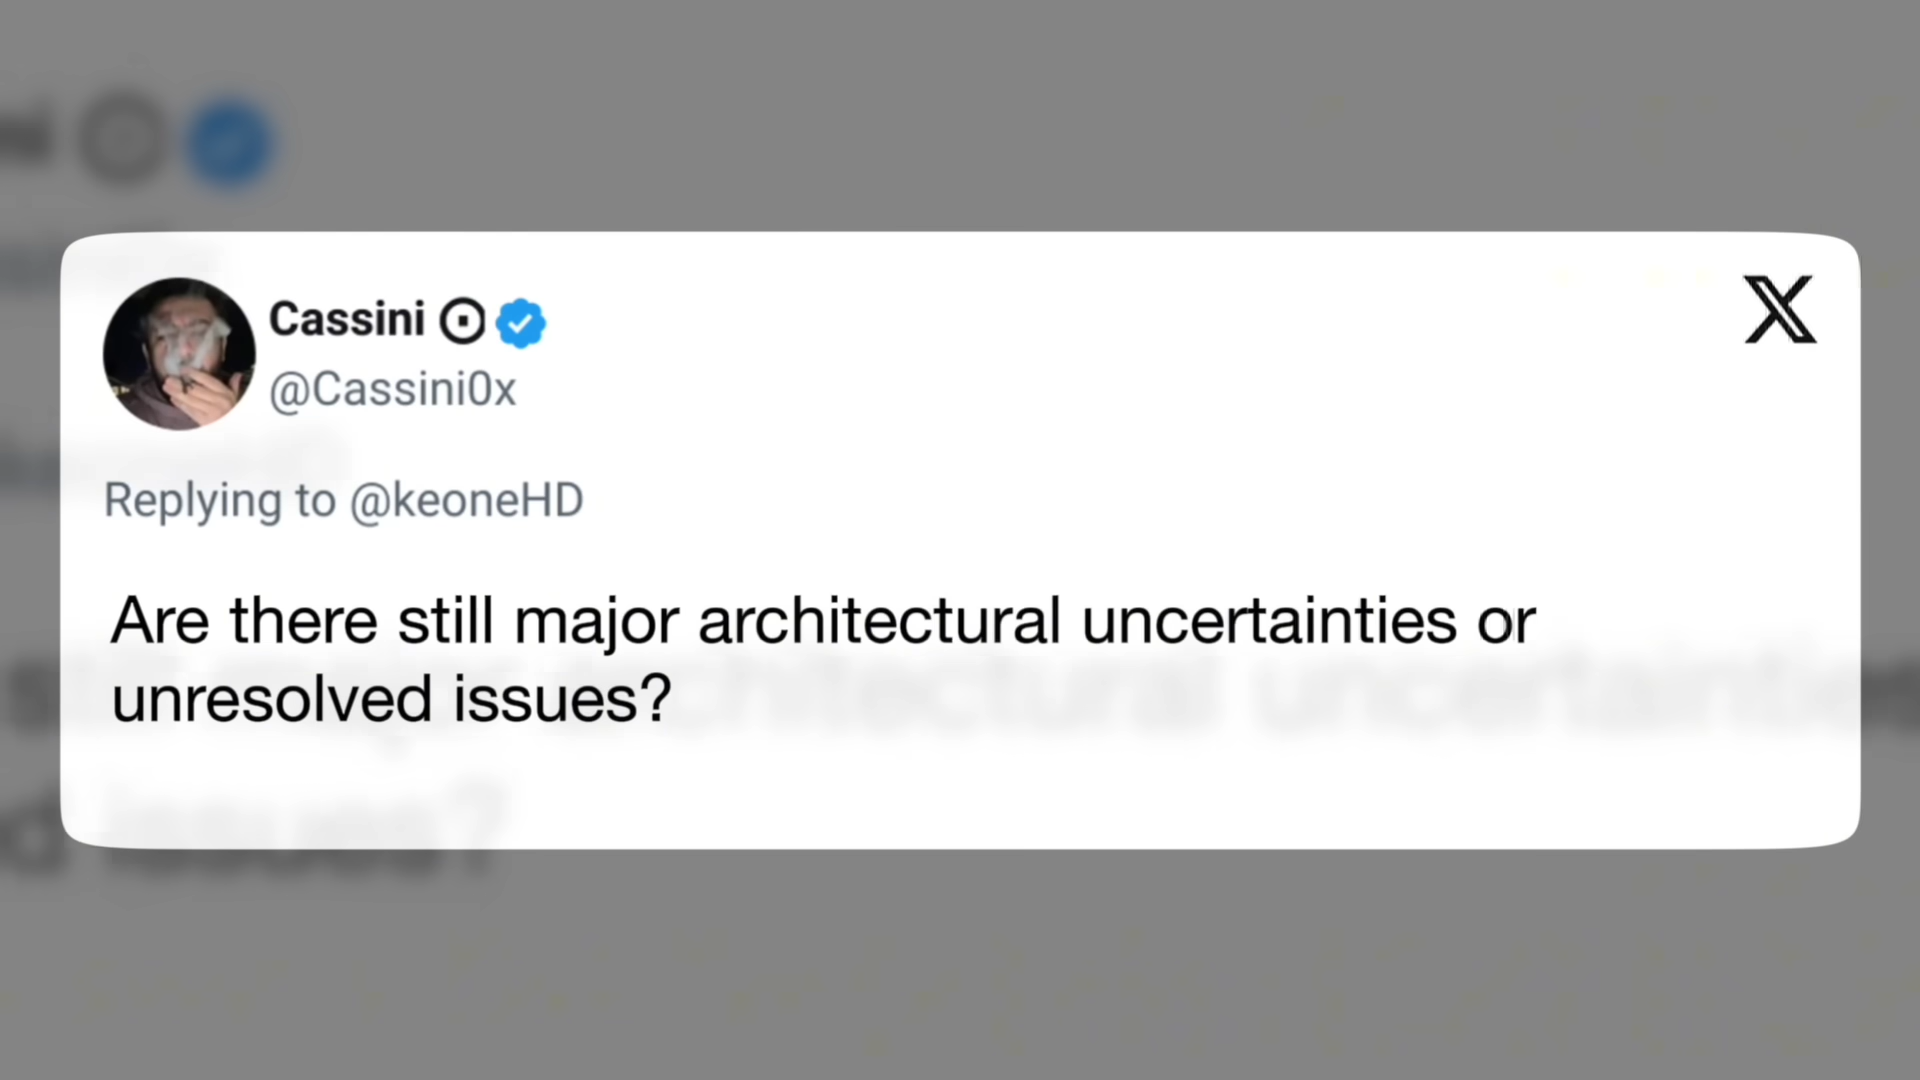 Cassini
@Cassini0x
Replying to @keoneHD
Are there still major architectural uncertainties or
unresolved issues?